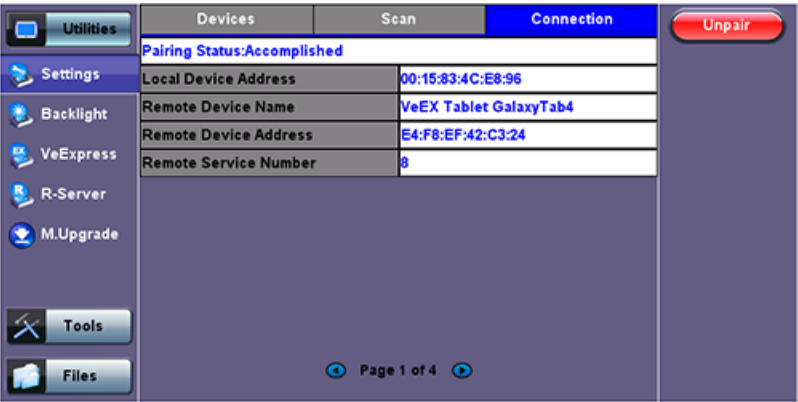 Utilities
Settings
Backlight
VeExpress
R-Server
M.Upgrade
Tools
Files
Devices Scan Connection
Pairing Status:Accomplished
Local Device Address 00:15:83:4C:E8:96
Remote Device Name VeEX Tablet GalaxyTab4
Remote Device Address E4:F8:EF:42:C3:24
Remote Service Number 8
Page 1 of 4
Unpair